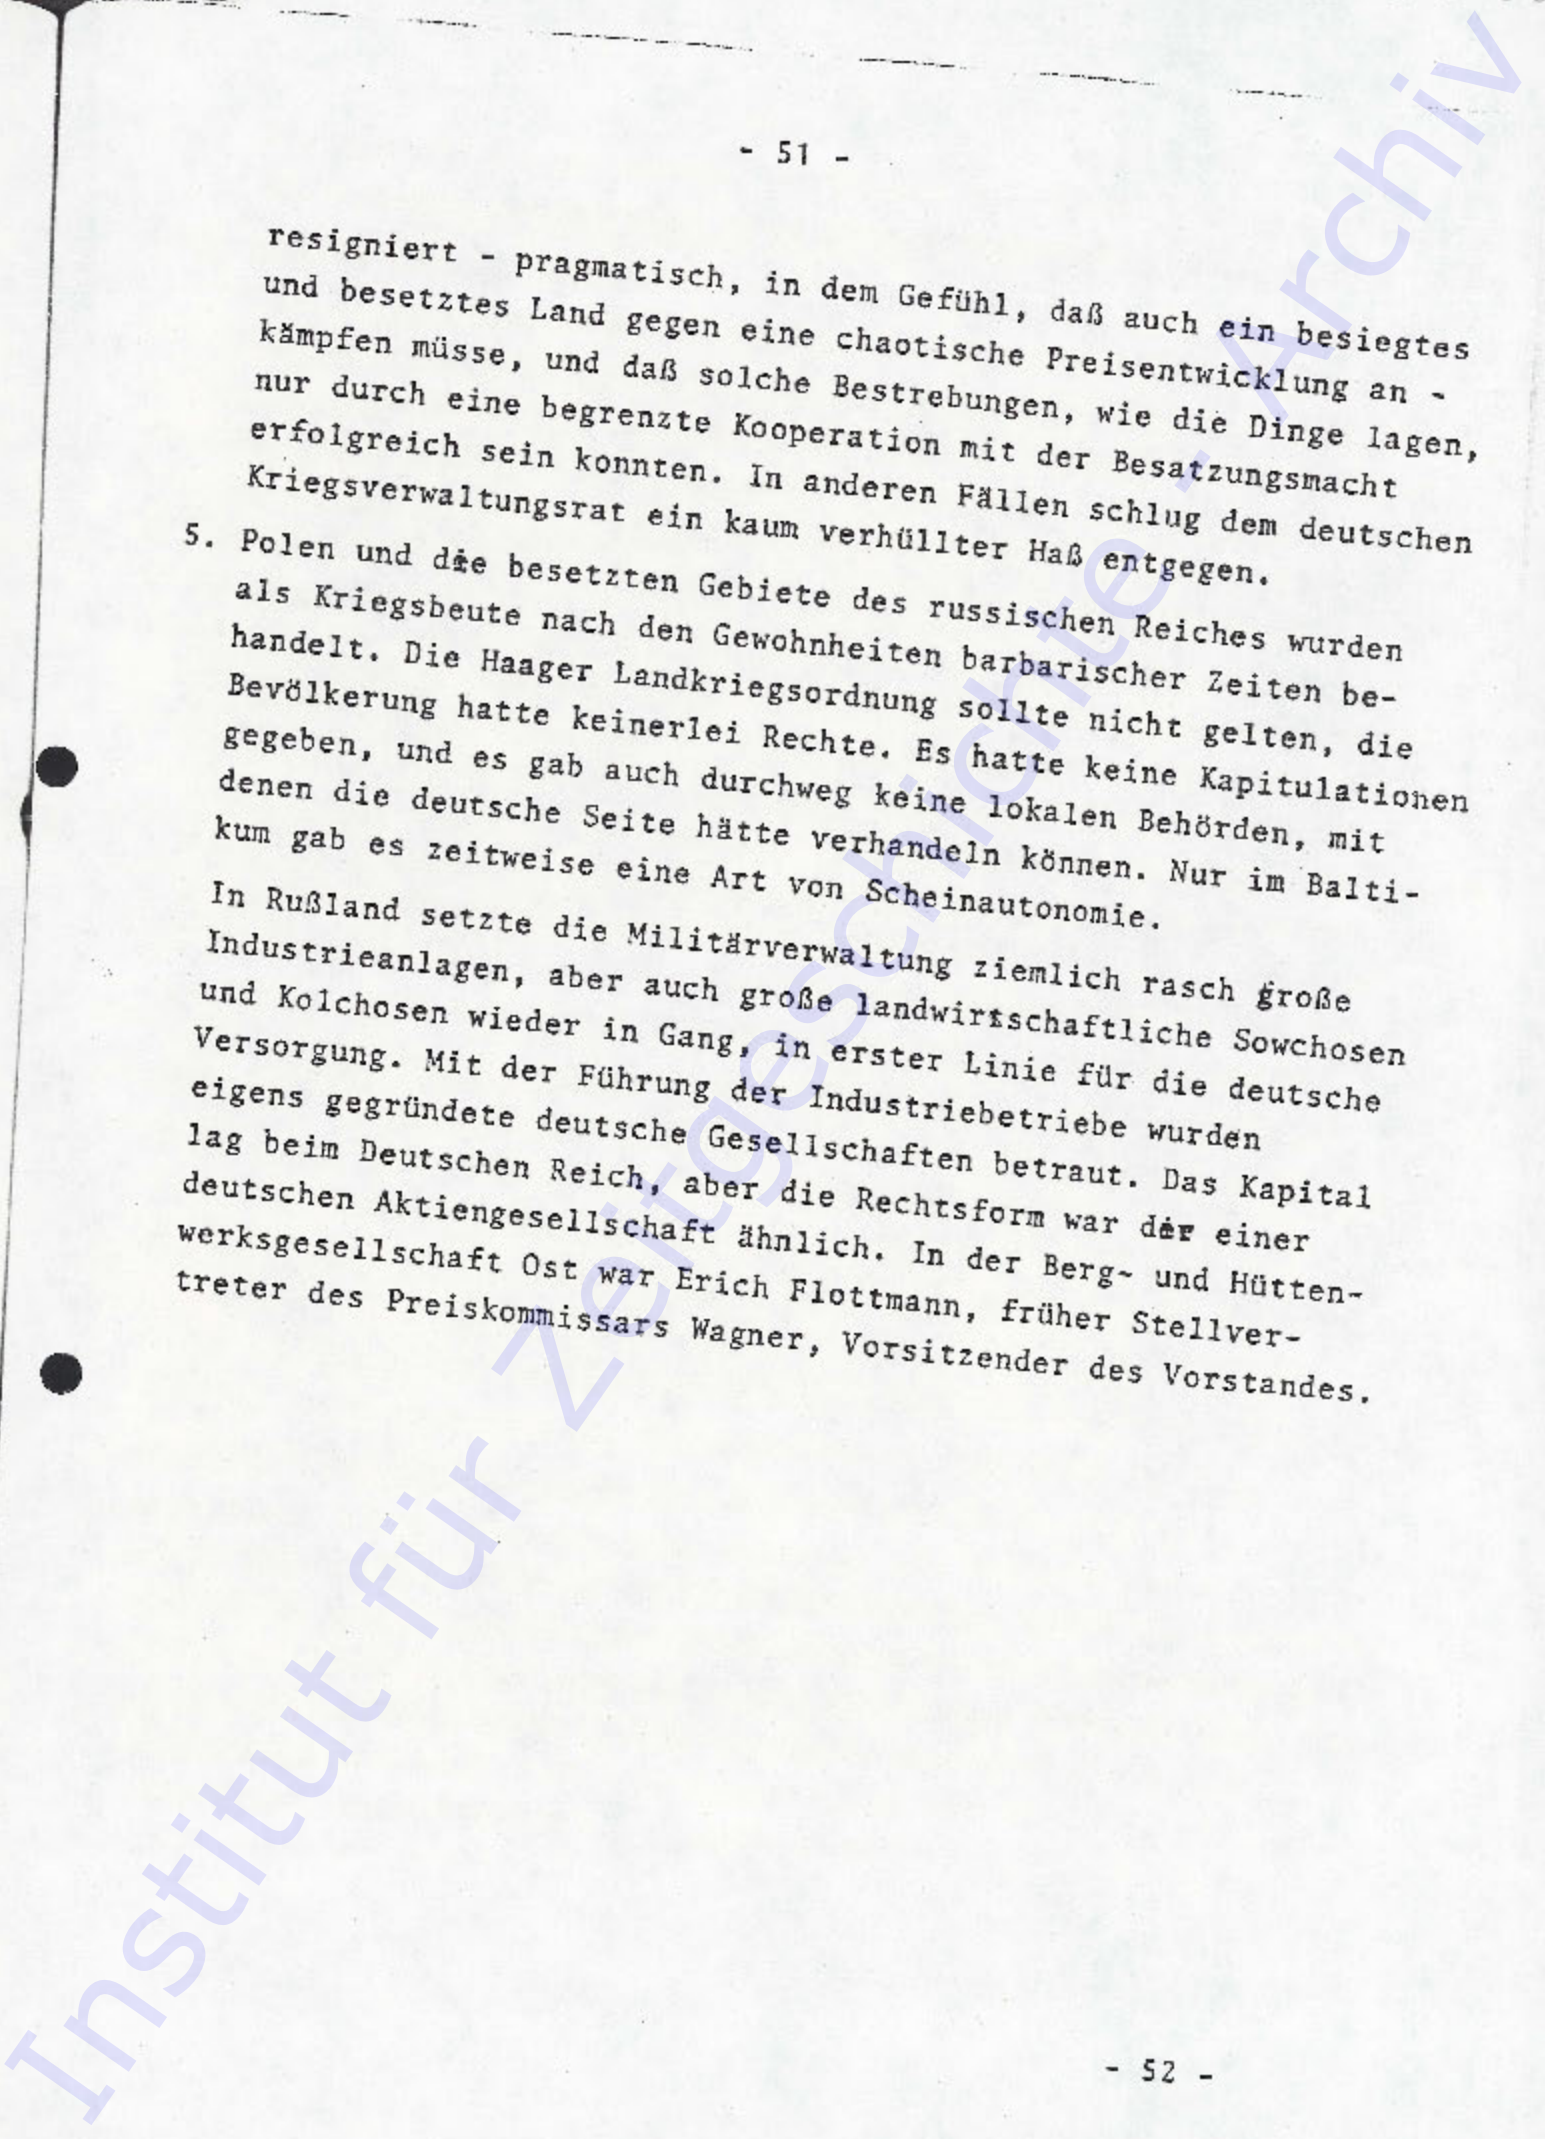 - 51 -
resigniert - pragmatisch, in dem Gefühl, daß auch ein besiegtes
und besetztes Land gegen eine chaotische Preisentwicklung an -
kämpfen müsse, und daß solche Bestrebungen, wie die Dinge lagen,
nur durch eine begrenzte Kooperation mit der Besatzungsmacht
erfolgreich sein konnten. In anderen Fällen schlug dem deutschen
Kriegsverwaltungsrat ein kaum verhüllter Haß entgegen.
5. Polen und die besetzten Gebiete des russischen Reiches wurden
als Kriegsbeute nach den Gewohnheiten barbarischer Zeiten be-
handelt. Die Haager Landkriegsordnung sollte nicht gelten, die
Bevölkerung hatte keinerlei Rechte. Es hatte keine Kapitulationen
gegeben, und es gab auch durchweg keine lokalen Behörden, mit
denen die deutsche Seite hätte verhandeln können. Nur im Balti-
kum gab es zeitweise eine Art von Scheinautonomie.
In Rußland setzte die Militärverwaltung ziemlich rasch große
Industrieanlagen, aber auch große landwirtschaftliche Sowchosen
und Kolchosen wieder in Gang, in erster Linie für die deutsche
Versorgung. Mit der Führung der Industriebetriebe wurden
eigens gegründete deutsche Gesellschaften betraut. Das Kapital
lag beim Deutschen Reich, aber die Rechtsform war der einer
deutschen Aktiengesellschaft ähnlich. In der Berg- und Hütten-
werksgesellschaft Ost war Erich Flottmann, früher Stellver-
treter des Preiskommissars Wagner, Vorsitzender des Vorstandes.
- 52 -
Institut für Zeitgeschichte - Archiv